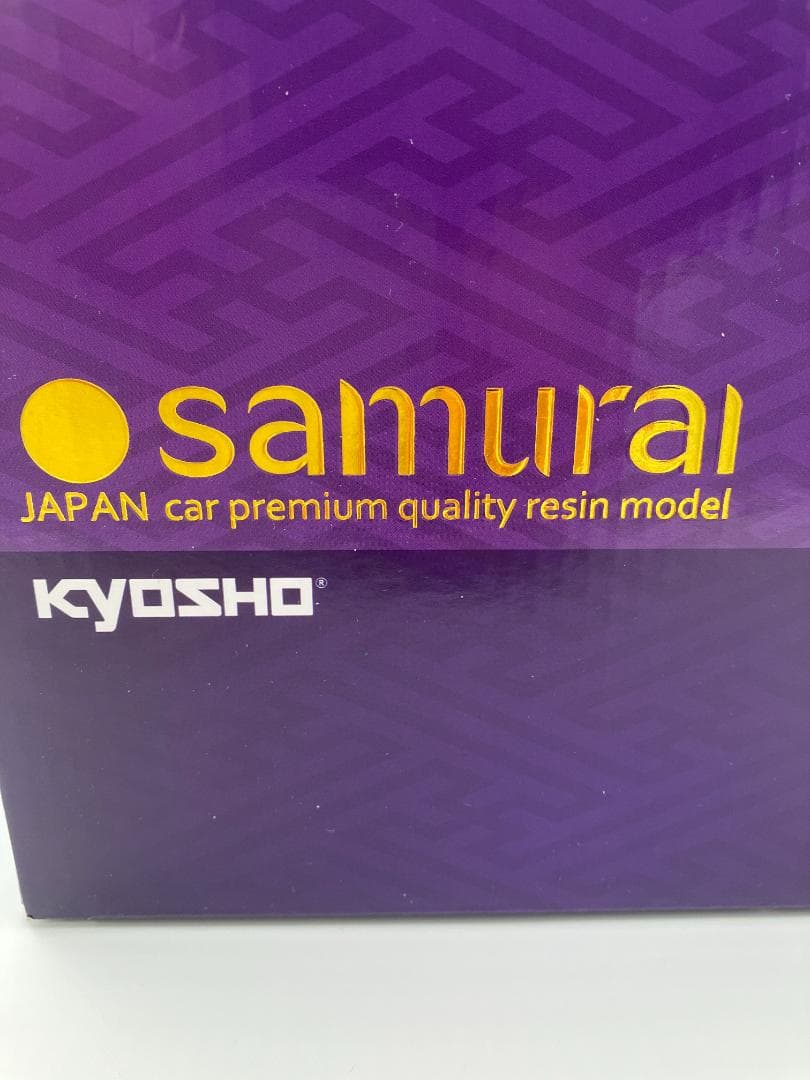 samurai
JAPAN car premium quality resin model
KYOSHO®